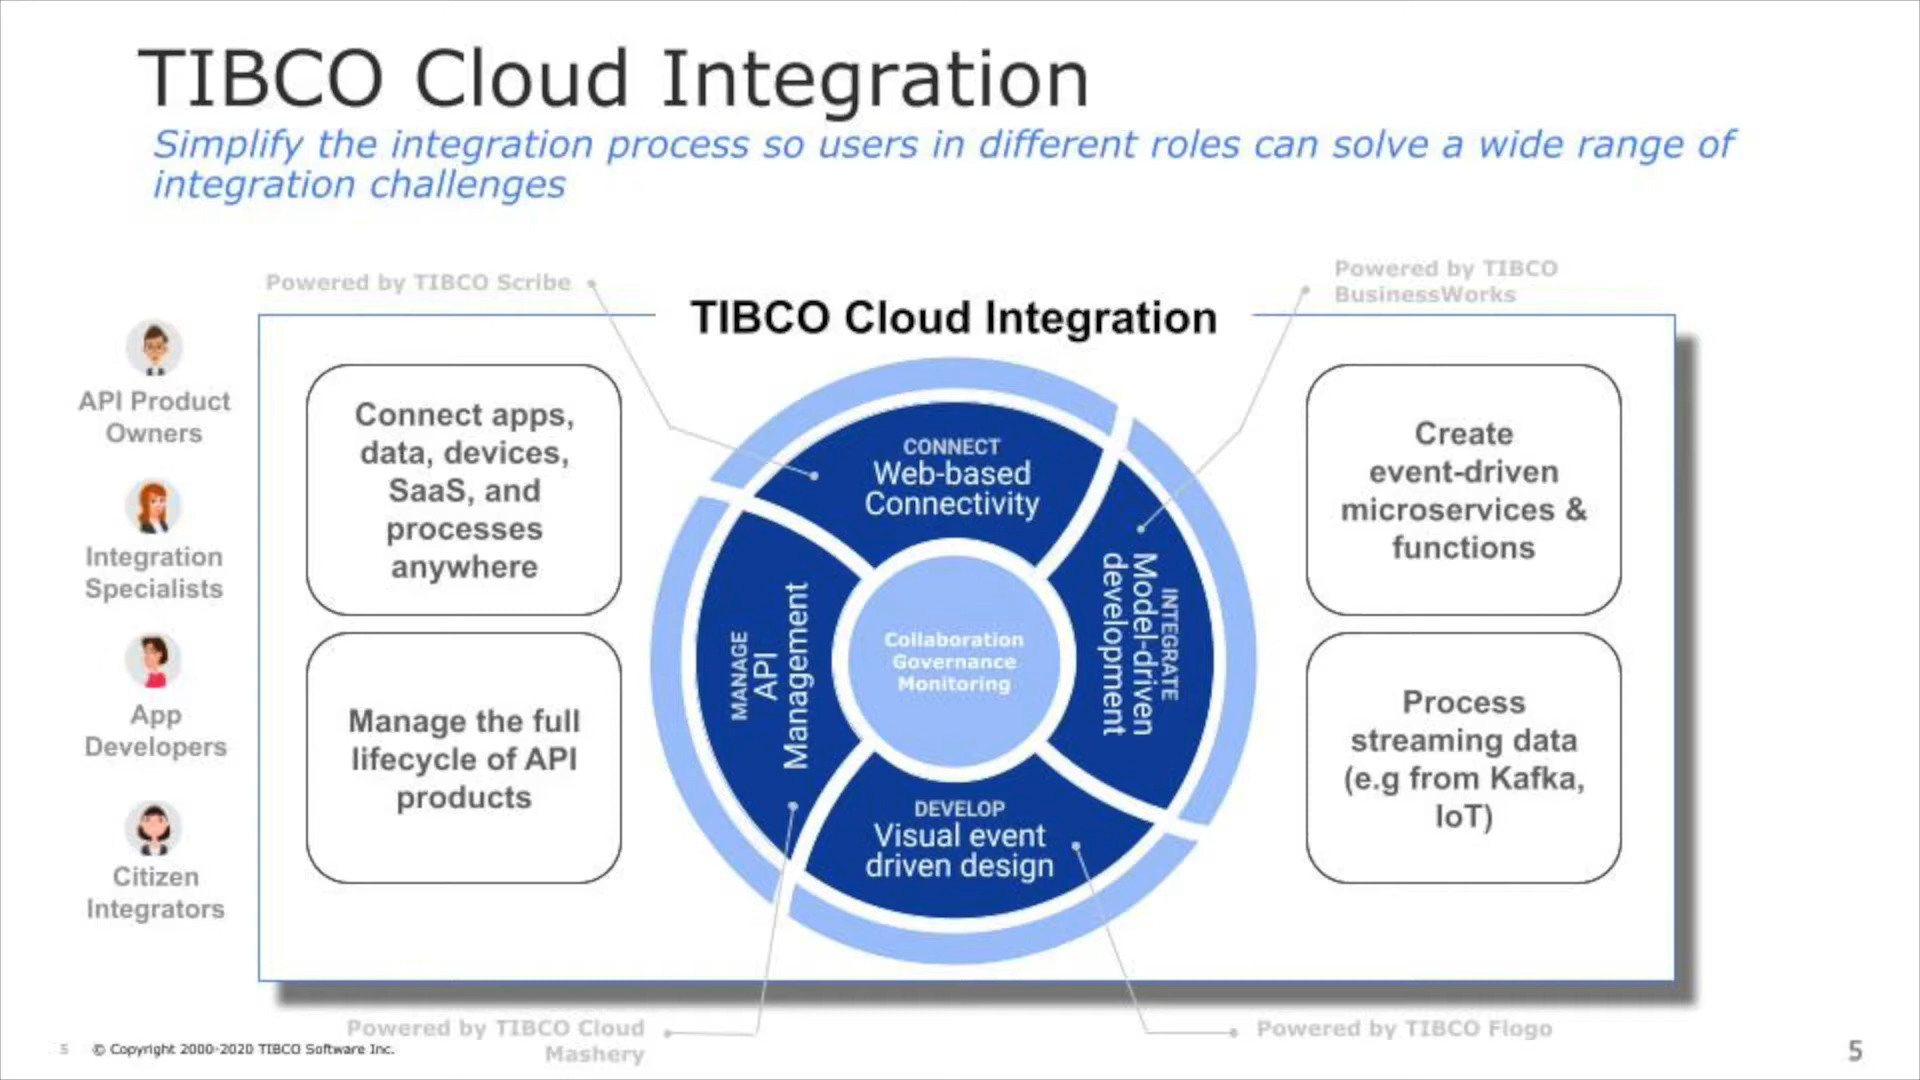 TIBCO Cloud Integration
Simplify the integration process so users in different roles can solve a wide range of
integration challenges
Powered by TIBCO Scribe
Powered by TIBCO
BusinessWorks
TIBCO Cloud Integration
API Product
Owners
Integration
Specialists
App
Developers
Citizen
Integrators
Connect apps,
data, devices,
SaaS, and
processes
anywhere
Manage the full
lifecycle of API
products
CONNECT
Web-based
Connectivity
INTEGRATE
Model-driven
development
MANAGE
API
Management
Collaboration
Governance
Monitoring
DEVELOP
Visual event
driven design
Create
event-driven
microservices &
functions
Process
streaming data
(e.g from Kafka,
IoT)
Powered by TIBCO Cloud
Mashery
Powered by TIBCO Flogo
5 © Copyright 2000-2020 TIBCO Software Inc.
5